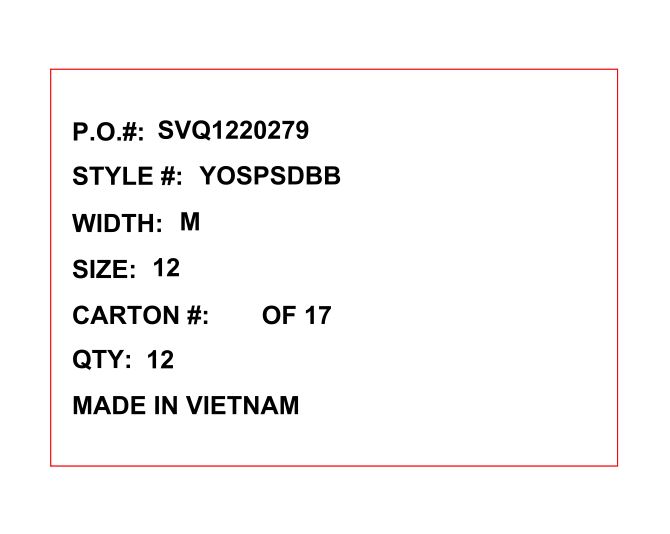 P.O.#: SVQ1220279
STYLE #: YOSPSDBB
WIDTH: M
SIZE: 12
CARTON #: OF 17
QTY: 12
MADE IN VIETNAM